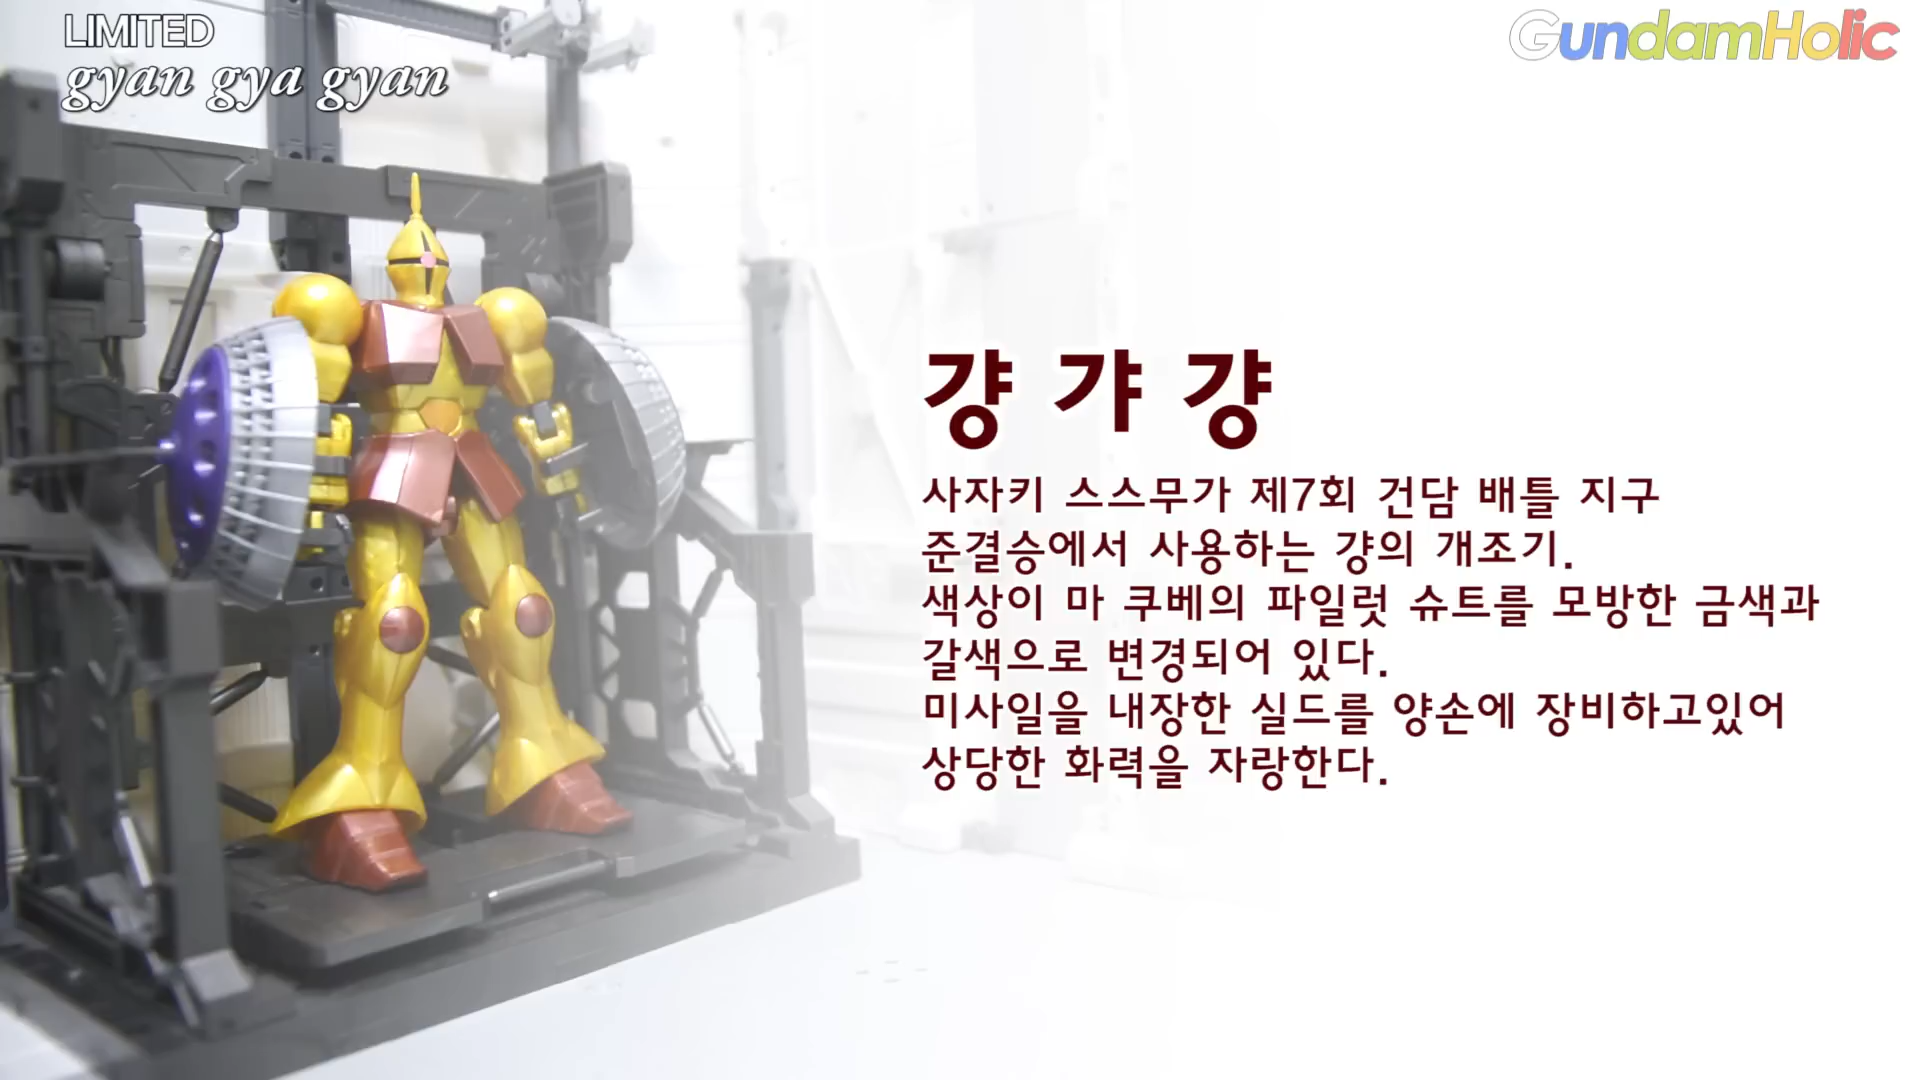 LIMITED
gyan gya gyan
GundamHolic
걍 갸 걍
사자키 스스무가 제7회 건담 배틀 지구
준결승에서 사용하는 걍의 개조기.
색상이 마 쿠베의 파일럿 슈트를 모방한 금색과
갈색으로 변경되어 있다.
미사일을 내장한 실드를 양손에 장비하고있어
상당한 화력을 자랑한다.